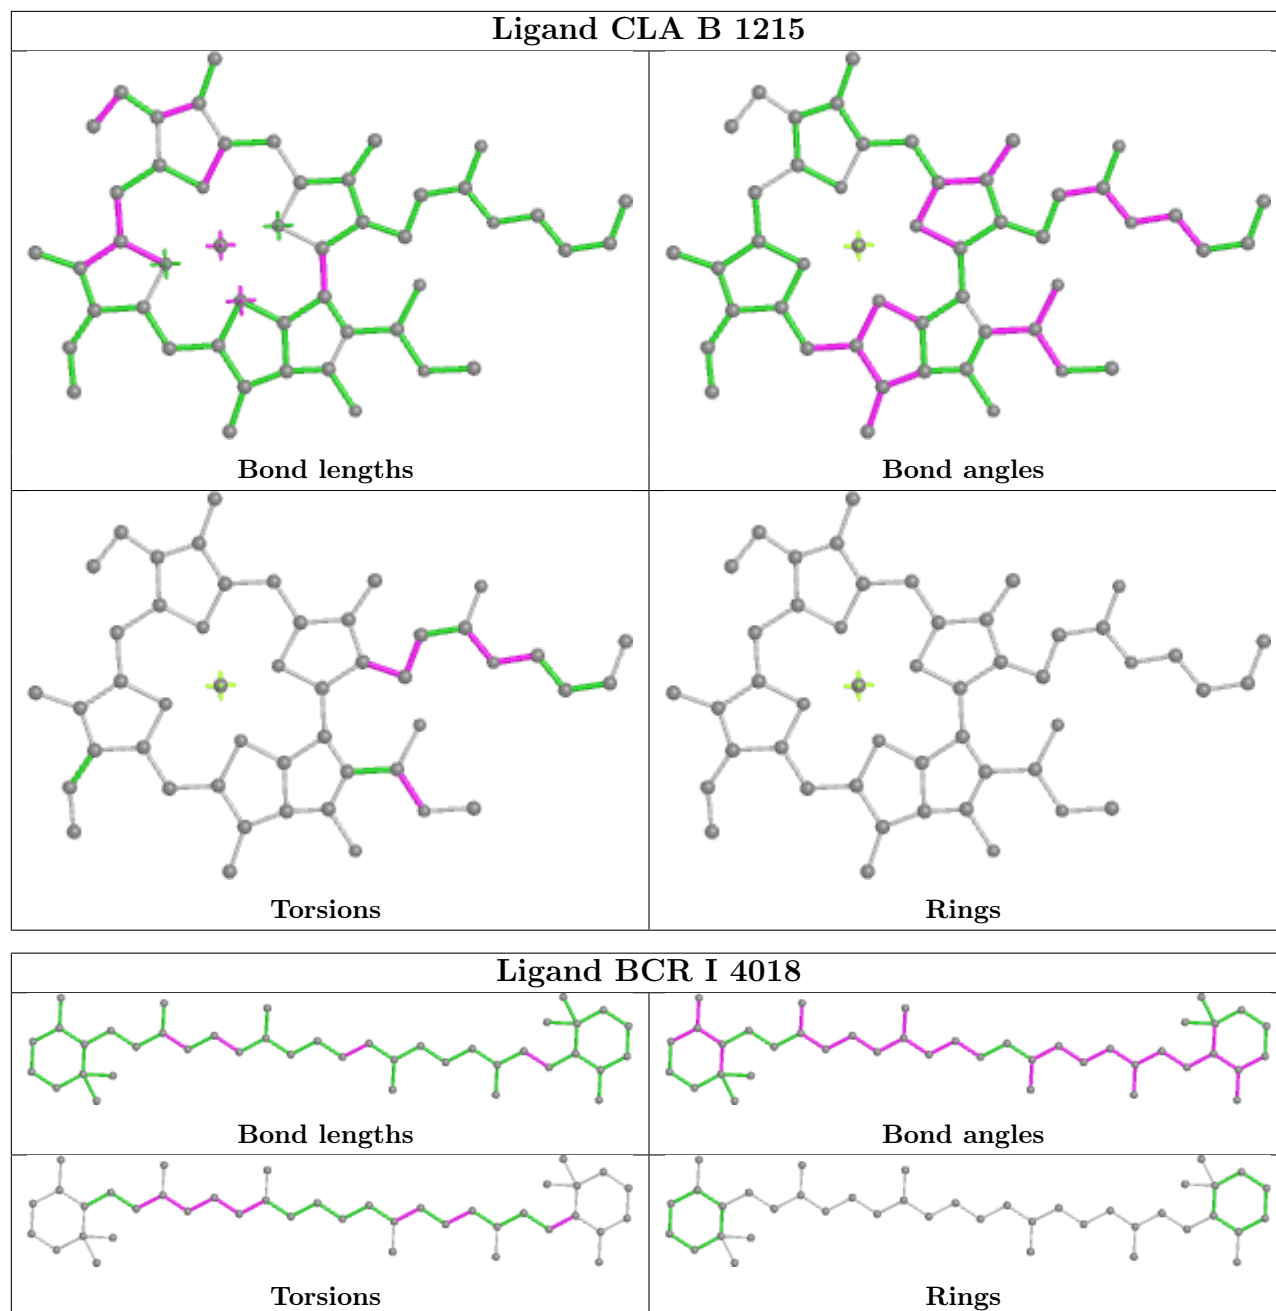 Ligand CLA B 1215
Bond lengths
Bond angles
Torsions
Rings
Ligand BCR I 4018
Bond lengths
Bond angles
Torsions
Rings